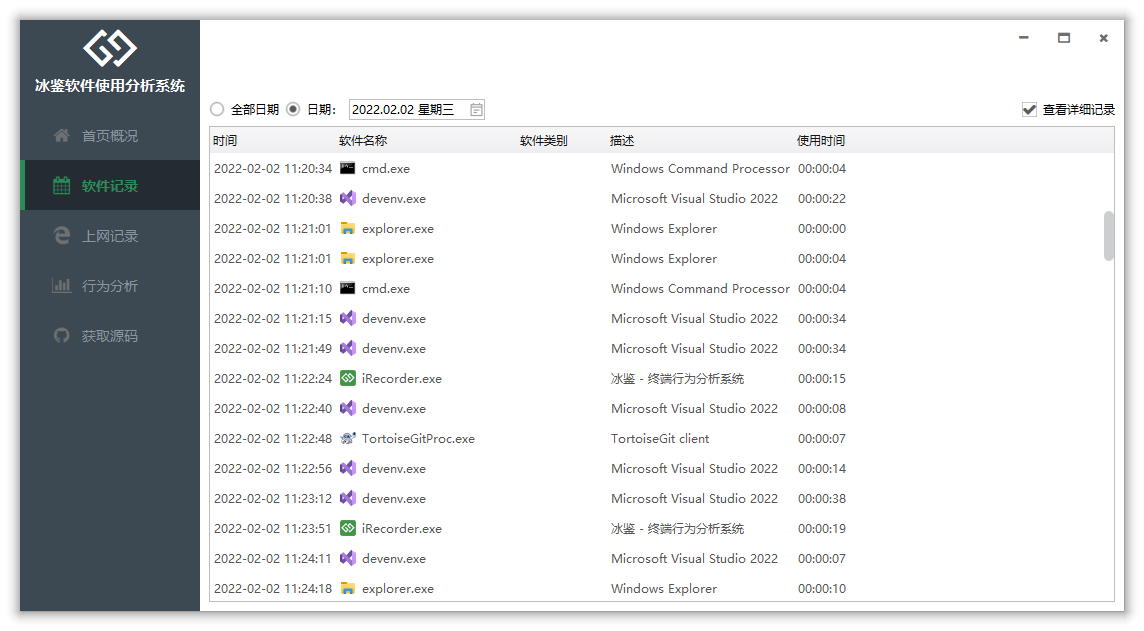 冰鉴软件使用分析系统
首页概况
软件记录
上网记录
行为分析
获取源码
全部日期 日期： 2022.02.02 星期三 查看详细记录
时间 软件名称 软件类别 描述 使用时间
2022-02-02 11:20:34 cmd.exe Windows Command Processor 00:00:04
2022-02-02 11:20:38 devenv.exe Microsoft Visual Studio 2022 00:00:22
2022-02-02 11:21:01 explorer.exe Windows Explorer 00:00:00
2022-02-02 11:21:01 explorer.exe Windows Explorer 00:00:04
2022-02-02 11:21:10 cmd.exe Windows Command Processor 00:00:04
2022-02-02 11:21:15 devenv.exe Microsoft Visual Studio 2022 00:00:34
2022-02-02 11:21:49 devenv.exe Microsoft Visual Studio 2022 00:00:34
2022-02-02 11:22:24 iRecorder.exe 冰鉴 - 终端行为分析系统 00:00:15
2022-02-02 11:22:40 devenv.exe Microsoft Visual Studio 2022 00:00:08
2022-02-02 11:22:48 TortoiseGitProc.exe TortoiseGit client 00:00:07
2022-02-02 11:22:56 devenv.exe Microsoft Visual Studio 2022 00:00:14
2022-02-02 11:23:12 devenv.exe Microsoft Visual Studio 2022 00:00:38
2022-02-02 11:23:51 iRecorder.exe 冰鉴 - 终端行为分析系统 00:00:19
2022-02-02 11:24:11 devenv.exe Microsoft Visual Studio 2022 00:00:07
2022-02-02 11:24:18 explorer.exe Windows Explorer 00:00:10